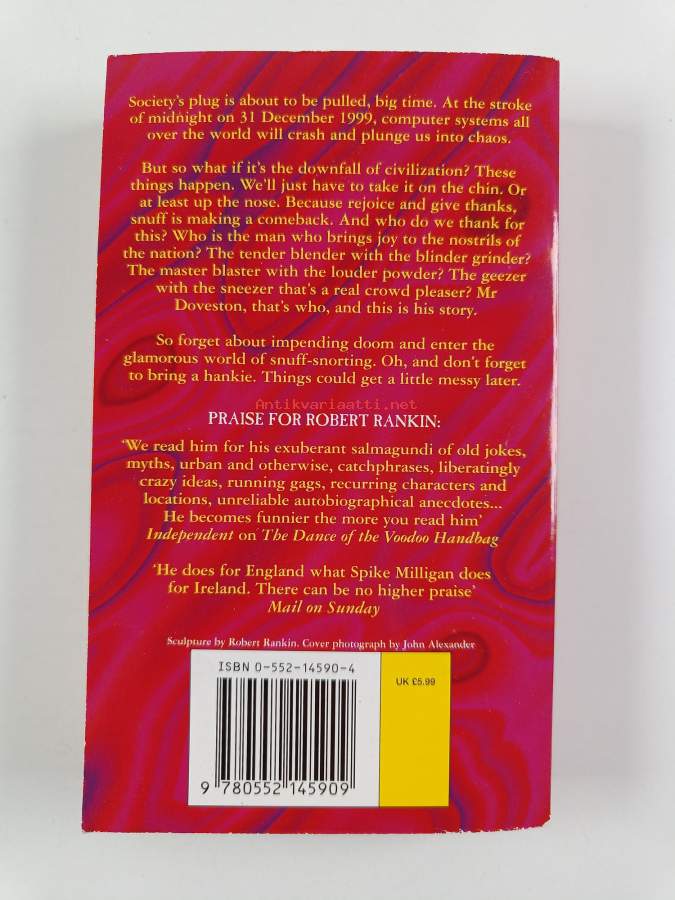 Society's plug is about to be pulled, big time. At the stroke
of midnight on 31 December 1999, computer systems all
over the world will crash and plunge us into chaos.
But so what if it's the downfall of civilization? These
things happen. We'll just have to take it on the chin. Or
at least up the nose. Because rejoice and give thanks,
snuff is making a comeback. And who do we thank for
this? Who is the man who brings joy to the nostrils of
the nation? The tender blender with the blinder grinder?
The master blaster with the louder powder? The geezer
with the sneezer that's a real crowd pleaser? Mr
Doveston, that's who, and this is his story.
So forget about impending doom and enter the
glamorous world of snuff-snorting. Oh, and don't forget
to bring a hankie. Things could get a little messy later.
Antikvariaatti.net
PRAISE FOR ROBERT RANKIN:
'We read him for his exuberant salmagundi of old jokes,
myths, urban and otherwise, catchphrases, liberatingly
crazy ideas, running gags, recurring characters and
locations, unreliable autobiographical anecdotes...
He becomes funnier the more you read him'
Independent on The Dance of the Voodoo Handbag
'He does for England what Spike Milligan does
for Ireland. There can be no higher praise'
Mail on Sunday
Sculpture by Robert Rankin. Cover photograph by John Alexander
ISBN 0-552-14590-4
UK £5.99
9 780552 145909